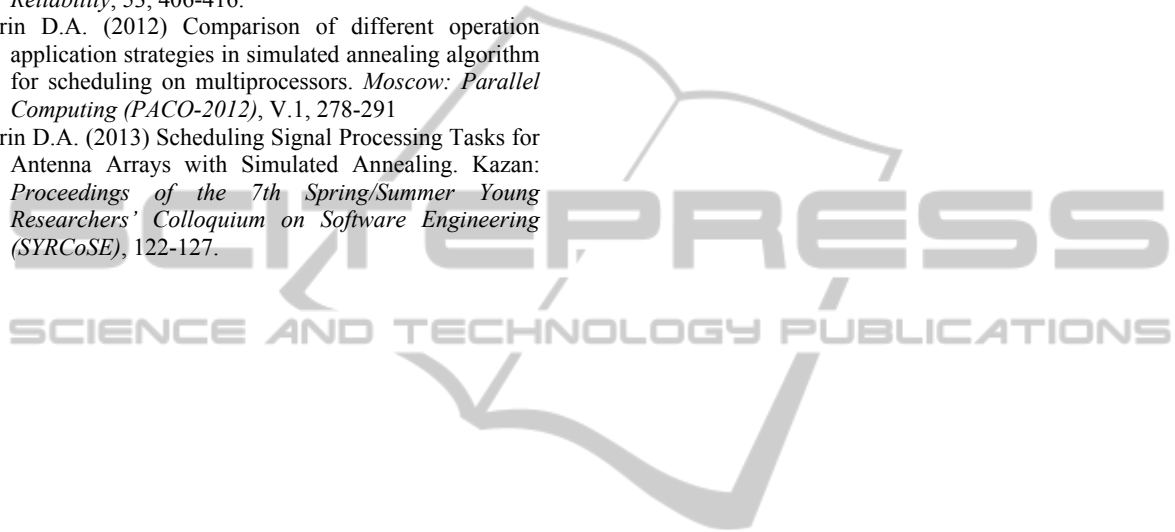 Reliability, 53, 406-416.
rin D.A. (2012) Comparison of different operation
application strategies in simulated annealing algorithm
for scheduling on multiprocessors. Moscow: Parallel
Computing (PACO-2012), V.1, 278-291
rin D.A. (2013) Scheduling Signal Processing Tasks for
Antenna Arrays with Simulated Annealing. Kazan:
Proceedings of the 7th Spring/Summer Young
Researchers’ Colloquium on Software Engineering
(SYRCoSE), 122-127.
SCITEPRESS
SCIENCE AND TECHNOLOGY PUBLICATIONS